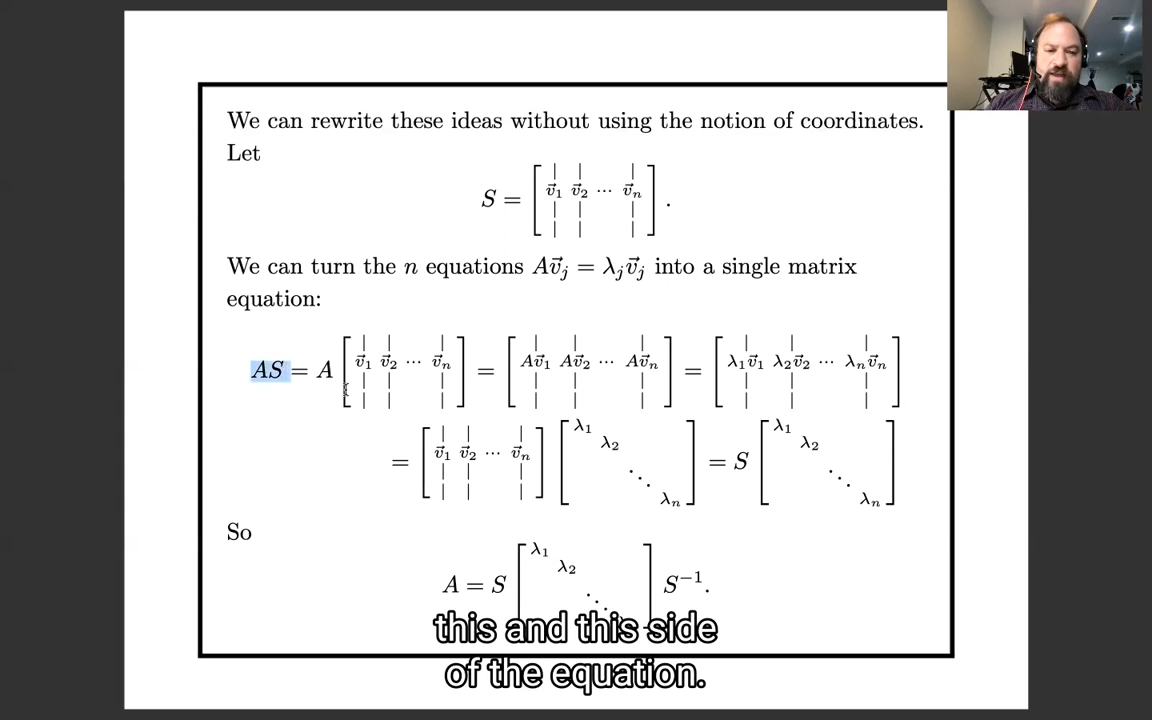 We can rewrite these ideas without using the notion of coordinates.
Let
S = [ v⃗₁ v⃗₂ ⋯ v⃗ₙ ] .
We can turn the n equations Av⃗ⱼ = λⱼv⃗ⱼ into a single matrix
equation:
AS = A [ v⃗₁ v⃗₂ ⋯ v⃗ₙ ] = [ Av⃗₁ Av⃗₂ ⋯ Av⃗ₙ ] = [ λ₁v⃗₁ λ₂v⃗₂ ⋯ λₙv⃗ₙ ]
= [ v⃗₁ v⃗₂ ⋯ v⃗ₙ ] [ λ₁ λ₂ ⋱ λₙ ] = S [ λ₁ λ₂ ⋱ λₙ ]
So
A = S [ λ₁ λ₂ ⋱ ] S⁻¹.
this and this side
of the equation.